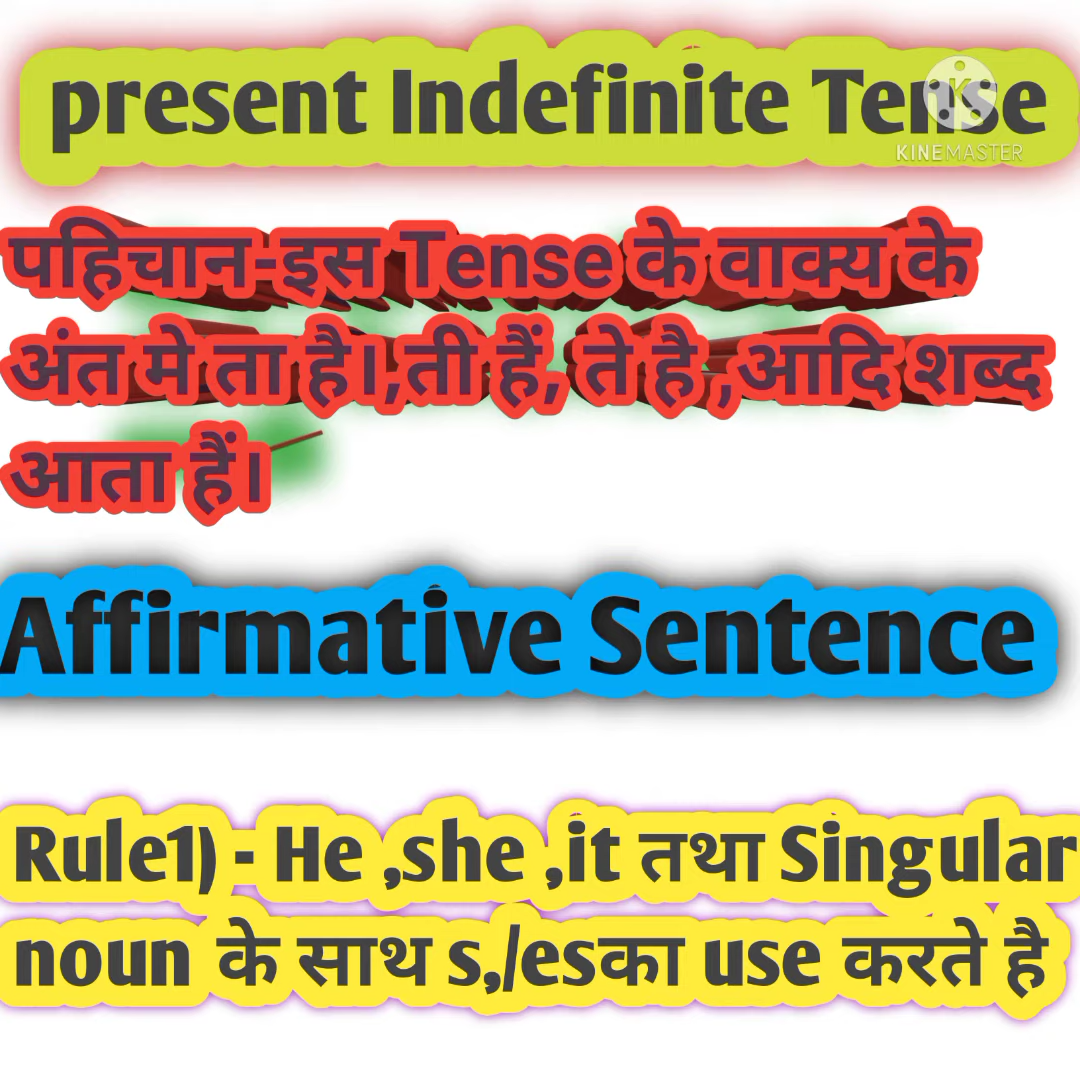 present Indefinite Tense
KINEMASTER
पहिचान-इस Tense के वाक्य के
अंत मे ता है।,ती हैं, ते है ,आदि शब्द
आता हैं।
Affirmative Sentence
Rule1) - He ,she ,it तथा Singular
noun के साथ s,/esका use करते है